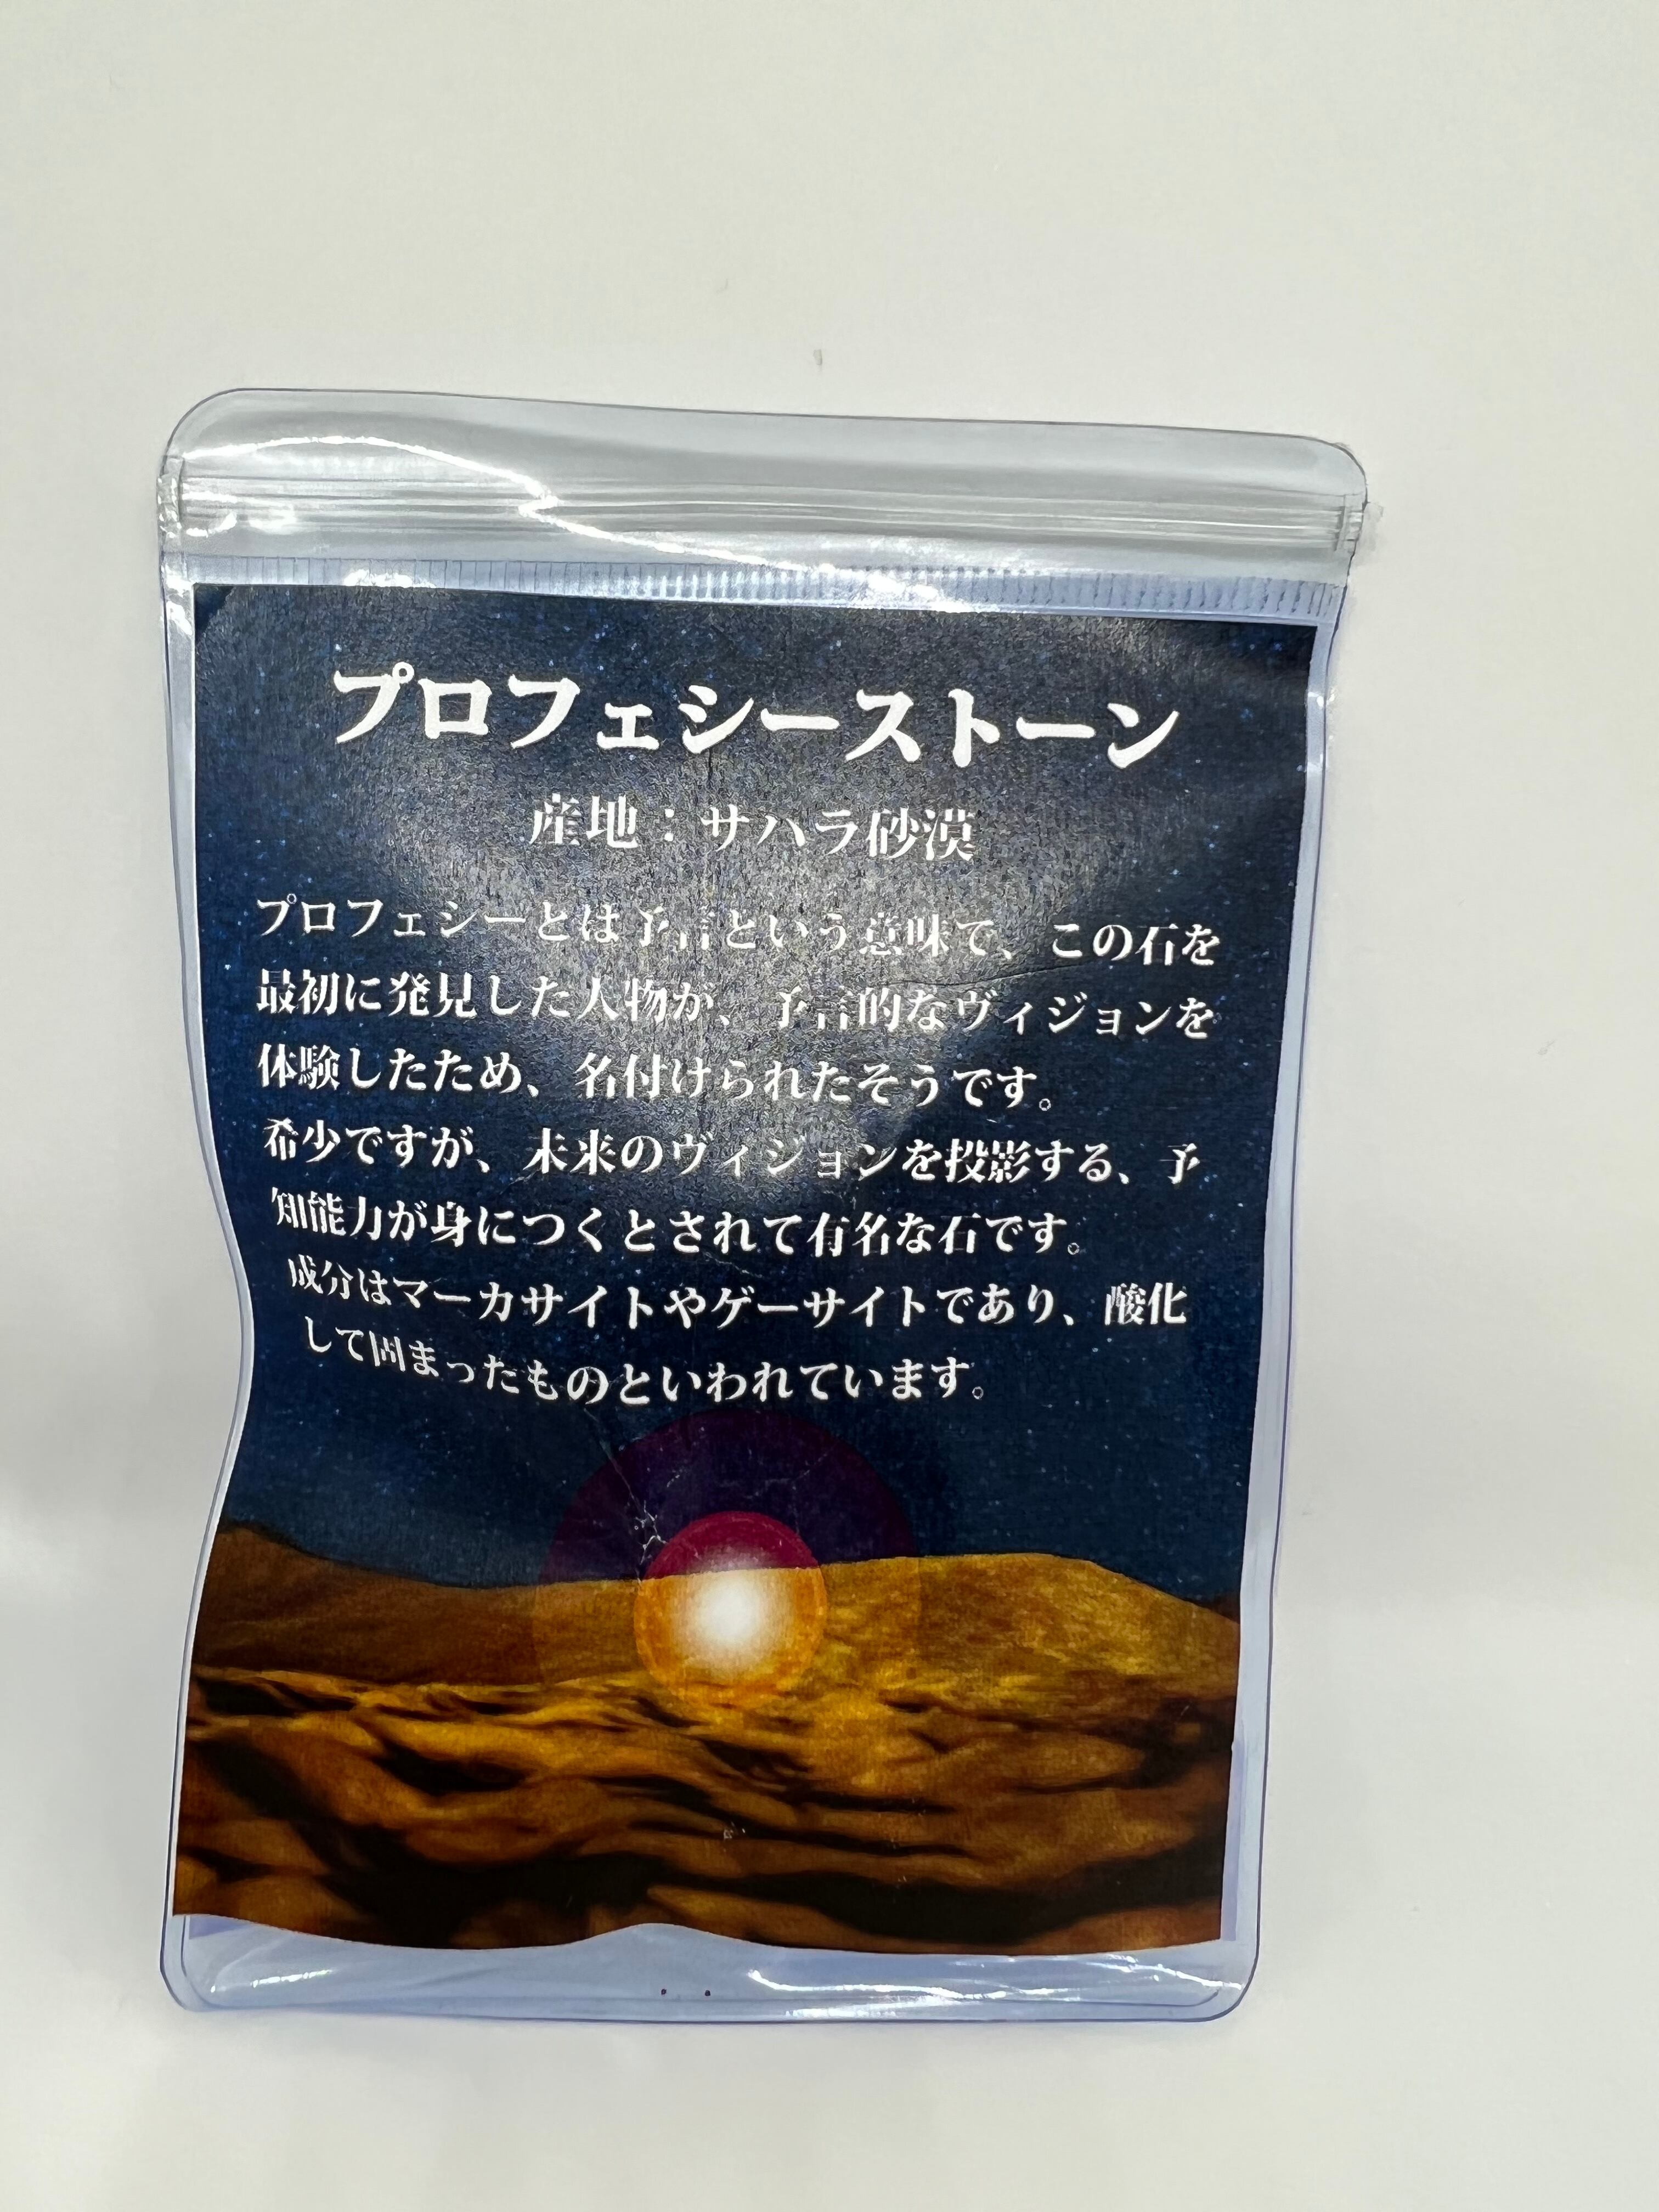 プロフェシーストーン
産地：サハラ砂漠
プロフェシーとは予言という意味で、この石を
最初に発見した人物が、予言的なヴィジョンを
体験したため、名付けられたそうです。
希少ですが、未来のヴィジョンを投影する、予
知能力が身につくとされて有名な石です。
成分はマーカサイトやゲーサイトであり、酸化
して固まったものといわれています。